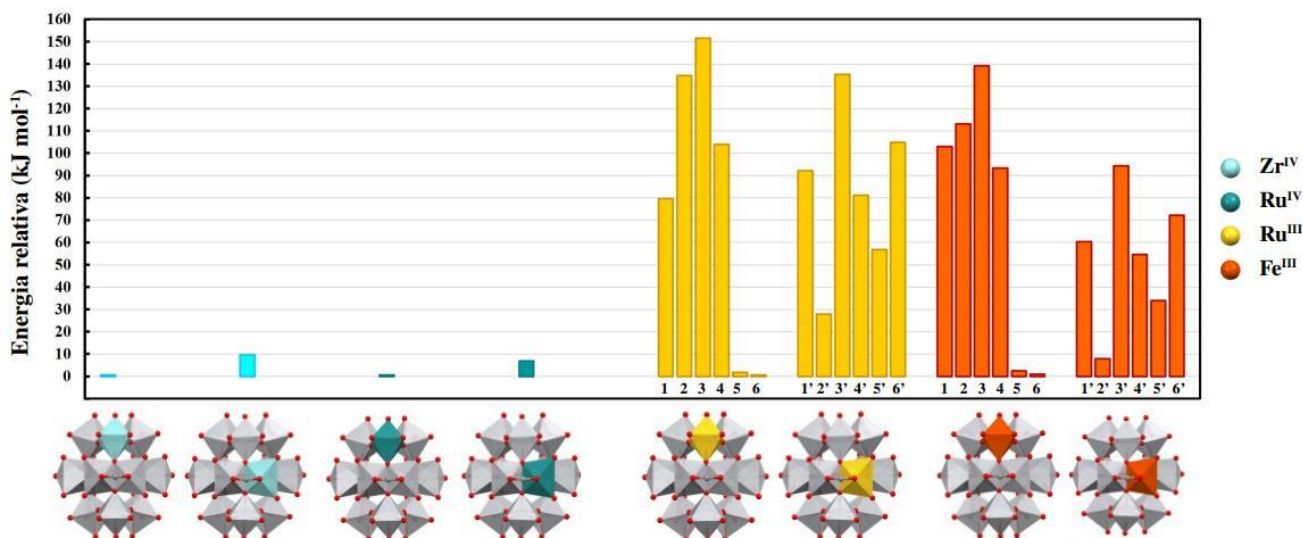 Energia relativa (kJ mol⁻¹)
160
150
140
130
120
110
100
90
80
70
60
50
40
30
20
10
0
1 2 3 4 5 6 1’ 2’ 3’ 4’ 5’ 6’ 1 2 3 4 5 6 1’ 2’ 3’ 4’ 5’ 6’
Zrᴵⱽ
Ruᴵⱽ
Ruᴵᴵᴵ
Feᴵᴵᴵ